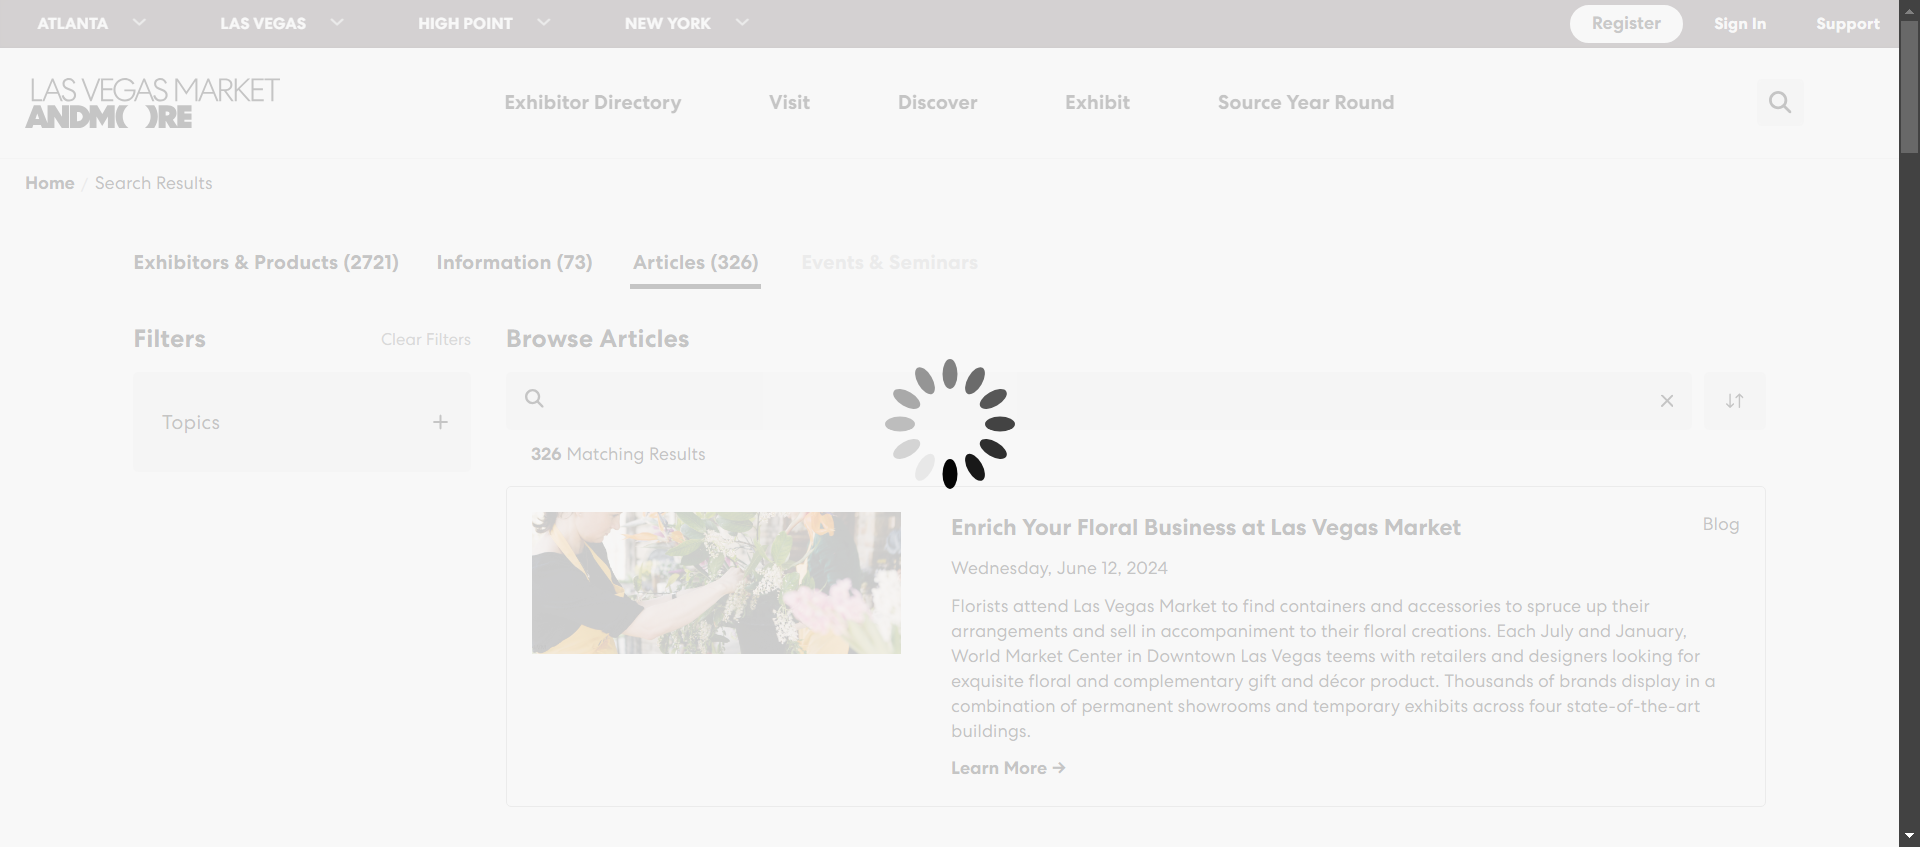 ATLANTA LAS VEGAS HIGH POINT NEW YORK Register Sign In Support
LAS VEGAS MARKET
ANDMORE
Exhibitor Directory Visit Discover Exhibit Source Year Round
Home / Search Results
Exhibitors & Products (2721) Information (73) Articles (326) Events & Seminars
Filters Clear Filters
Topics
Browse Articles
326 Matching Results
Enrich Your Floral Business at Las Vegas Market
Blog
Wednesday, June 12, 2024
Florists attend Las Vegas Market to find containers and accessories to spruce up their
arrangements and sell in accompaniment to their floral creations. Each July and January,
World Market Center in Downtown Las Vegas teems with retailers and designers looking for
exquisite floral and complementary gift and décor product. Thousands of brands display in a
combination of permanent showrooms and temporary exhibits across four state-of-the-art
buildings.
Learn More →